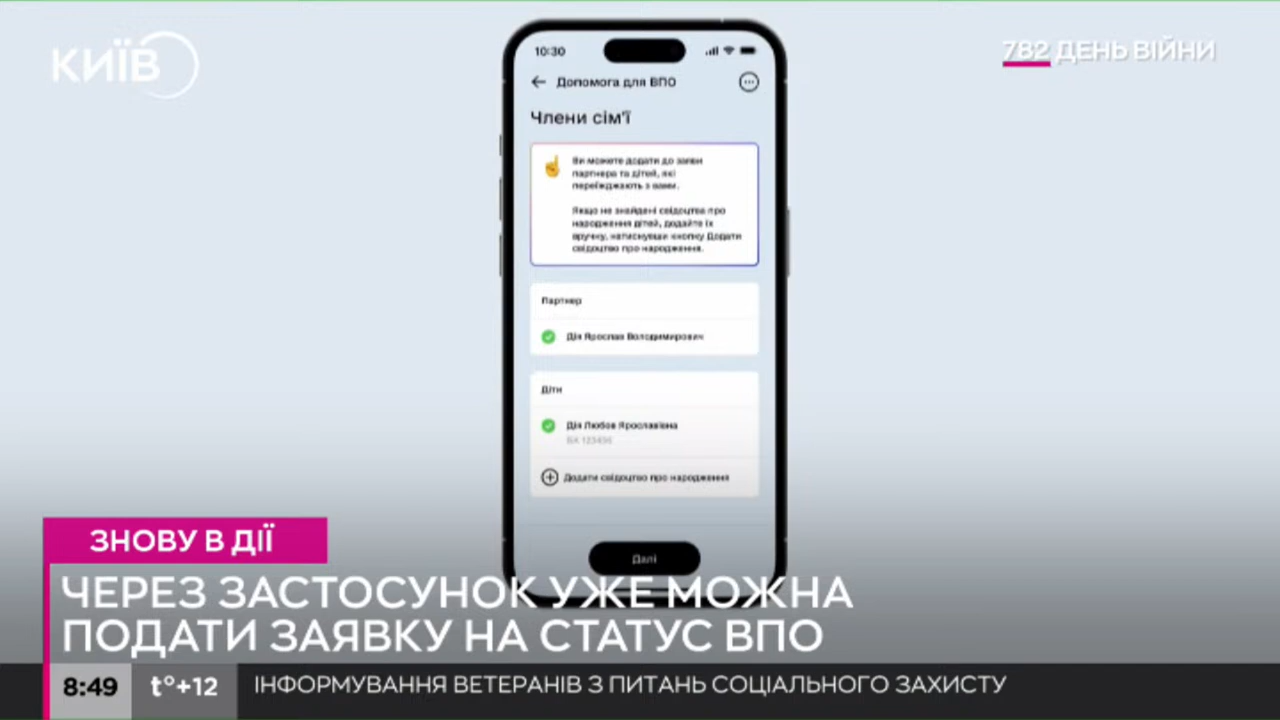 КИЇВ
782 ДЕНЬ ВІЙНИ
10:30
Допомога для ВПО
Члени сім'ї
Ви можете додати до заяви
партнера та дітей, які
переїжджають з вами.
Якщо не знайдені свідоцтва про
народження дітей, додайте їх
вручну, натиснувши кнопку Додати
свідоцтво про народження.
Партнер
Дія Ярослав Володимирович
Діти
Дія Любов Ярославівна
БА 123456
Додати свідоцтво про народження
Далі
ЗНОВУ В ДІЇ
ЧЕРЕЗ ЗАСТОСУНОК УЖЕ МОЖНА
ПОДАТИ ЗАЯВКУ НА СТАТУС ВПО
8:49
t°+12
ІНФОРМУВАННЯ ВЕТЕРАНІВ З ПИТАНЬ СОЦІАЛЬНОГО ЗАХИСТУ